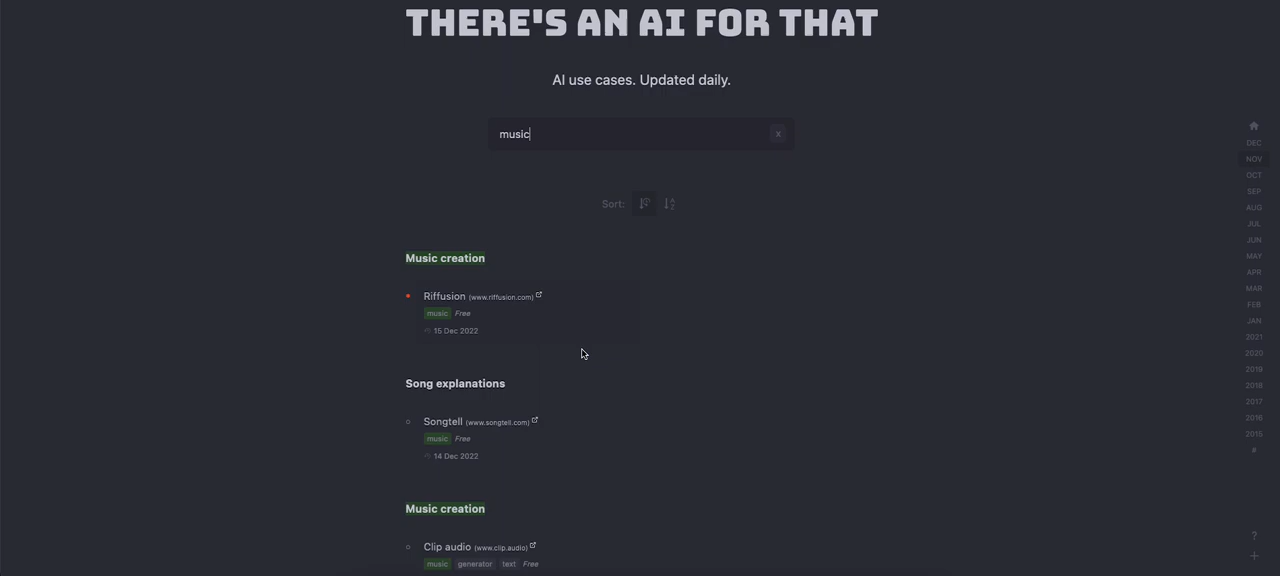 THERE'S AN AI FOR THAT
AI use cases. Updated daily.
music x
Sort:
Music creation
Riffusion (www.riffusion.com)
music Free
15 Dec 2022
Song explanations
Songtell (www.songtell.com)
music Free
14 Dec 2022
Music creation
Clip audio (www.clip.audio)
music generator text Free
DEC
NOV
OCT
SEP
AUG
JUL
JUN
MAY
APR
MAR
FEB
JAN
2021
2020
2019
2018
2017
2016
2015
#
?
+